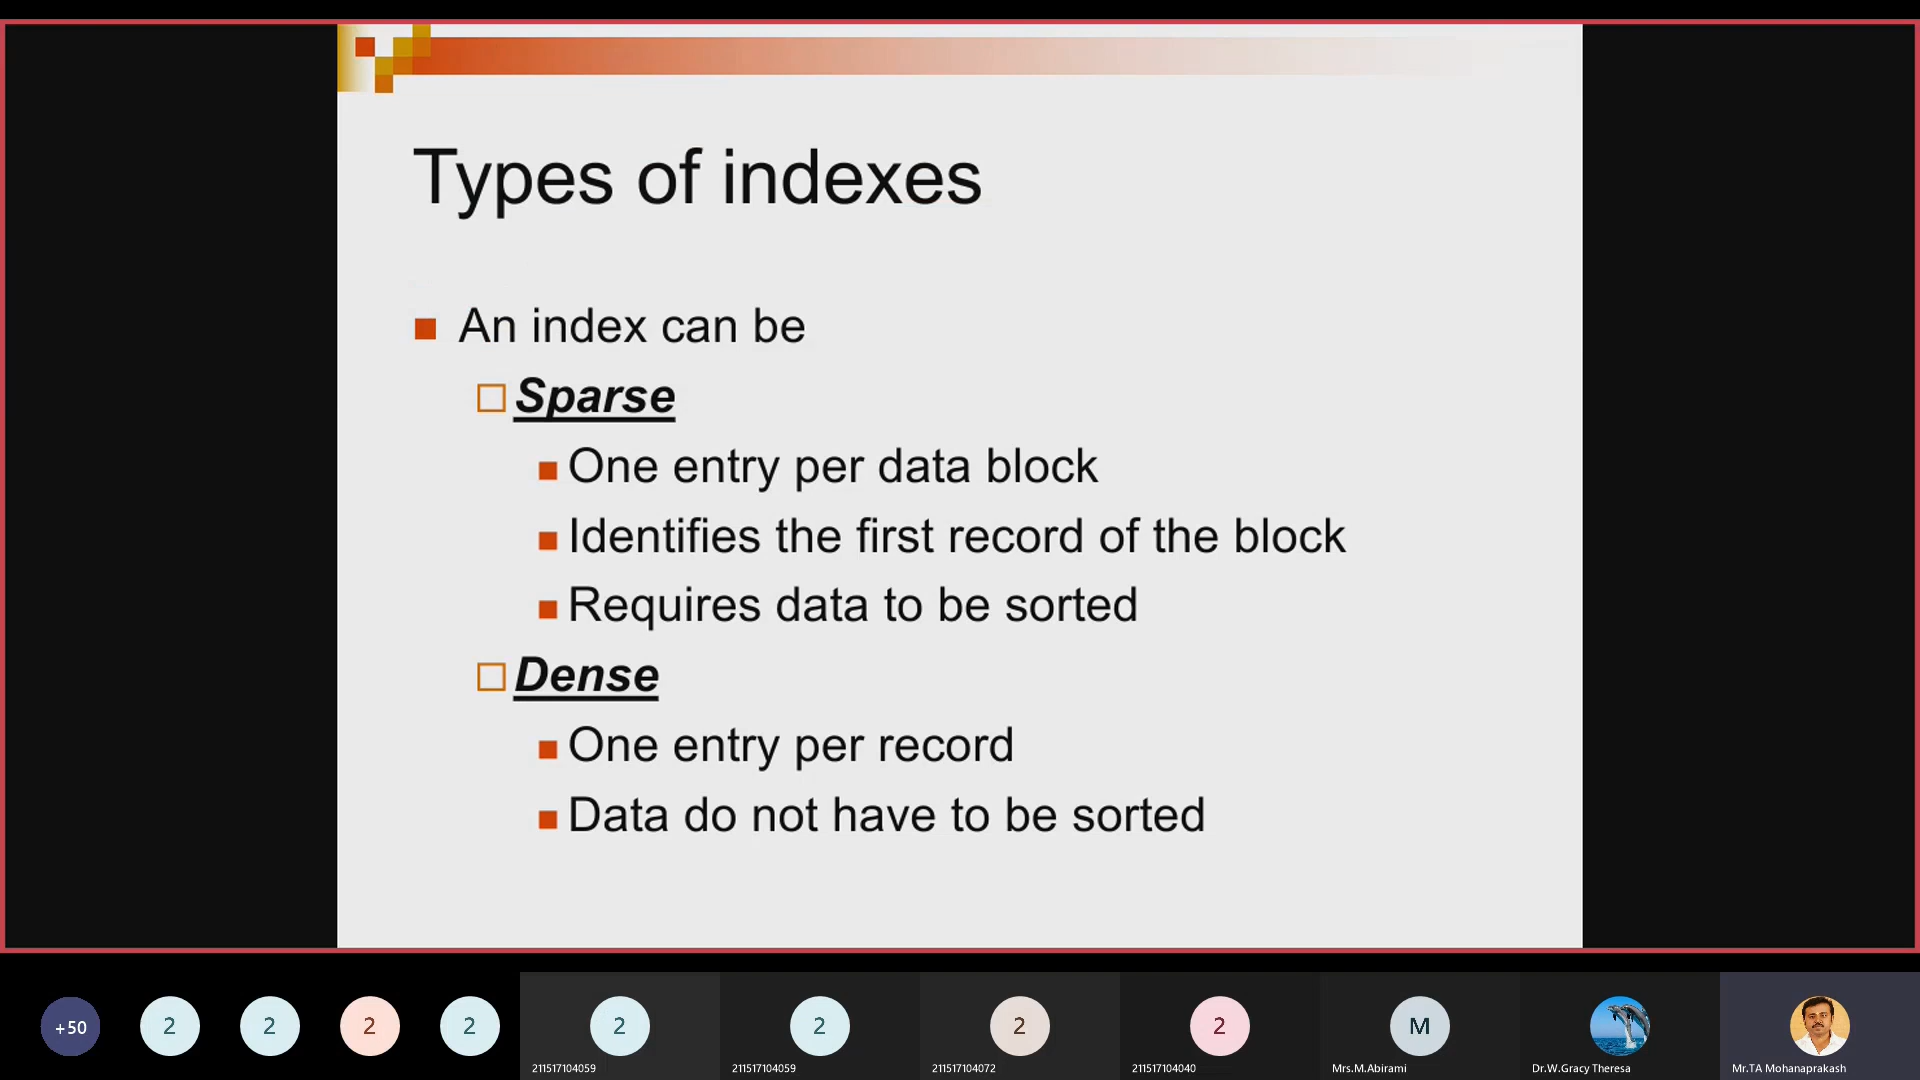 Types of indexes
An index can be
Sparse
One entry per data block
Identifies the first record of the block
Requires data to be sorted
Dense
One entry per record
Data do not have to be sorted
+50
2
2
2
2
2
2
2
2
M
211517104059
211517104059
211517104072
211517104040
Mrs.M.Abirami
Dr.W.Gracy Theresa
Mr.TA Mohanaprakash